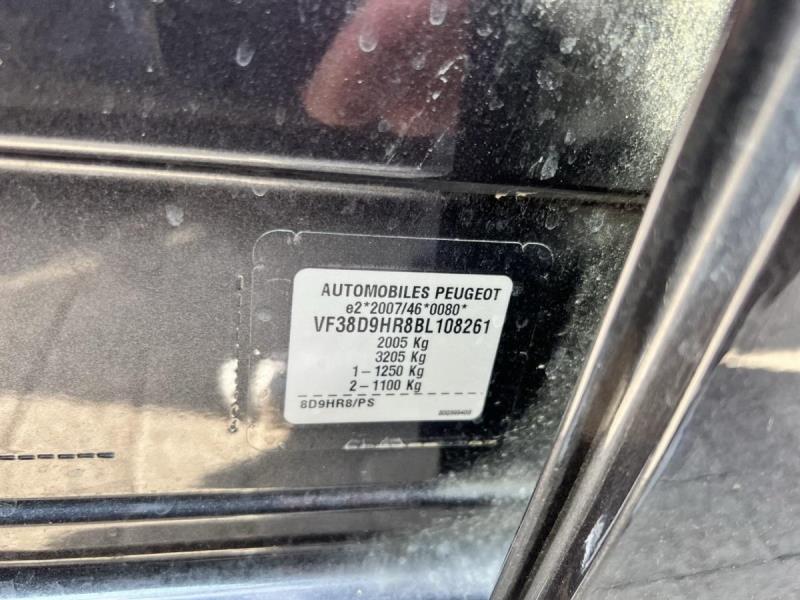 AUTOMOBILES PEUGEOT
e2*2007/46*0080*
VF38D9HR8BL108261
2005 Kg
3205 Kg
1 – 1250 Kg
2 – 1100 Kg
8D9HR8/PS